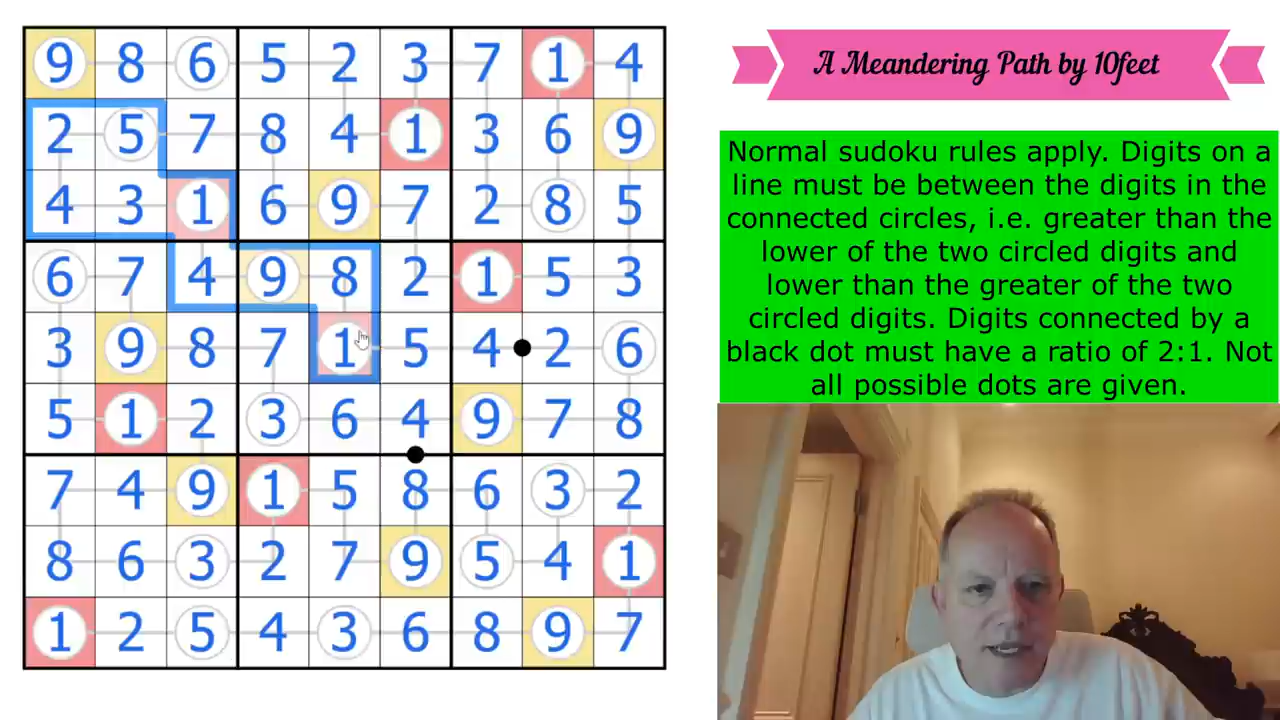 A Meandering Path by 10feet
Normal sudoku rules apply. Digits on a
line must be between the digits in the
connected circles, i.e. greater than the
lower of the two circled digits and
lower than the greater of the two
circled digits. Digits connected by a
black dot must have a ratio of 2:1. Not
all possible dots are given.
9 8 6 5 2 3 7 1 4
2 5 7 8 4 1 3 6 9
4 3 1 6 9 7 2 8 5
6 7 4 9 8 2 1 5 3
3 9 8 7 1 5 4 2 6
5 1 2 3 6 4 9 7 8
7 4 9 1 5 8 6 3 2
8 6 3 2 7 9 5 4 1
1 2 5 4 3 6 8 9 7